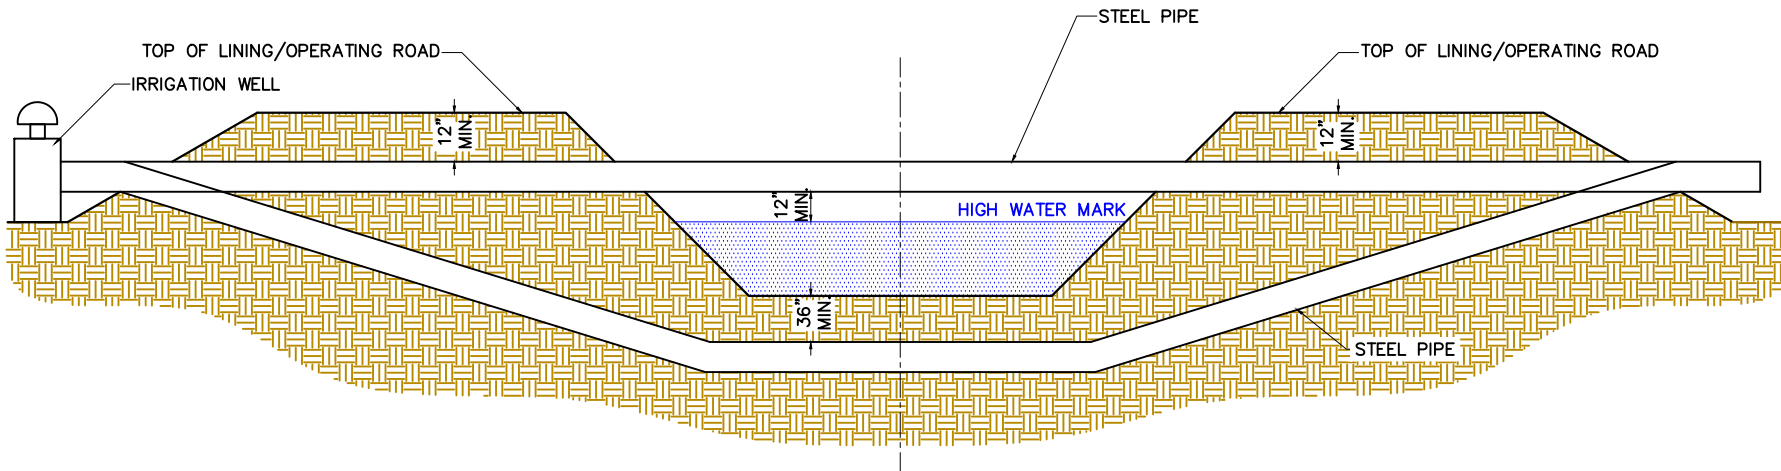 STEEL PIPE
TOP OF LINING/OPERATING ROAD
TOP OF LINING/OPERATING ROAD
IRRIGATION WELL
12"
MIN.
12"
MIN.
12"
MIN.
HIGH WATER MARK
36"
MIN.
STEEL PIPE